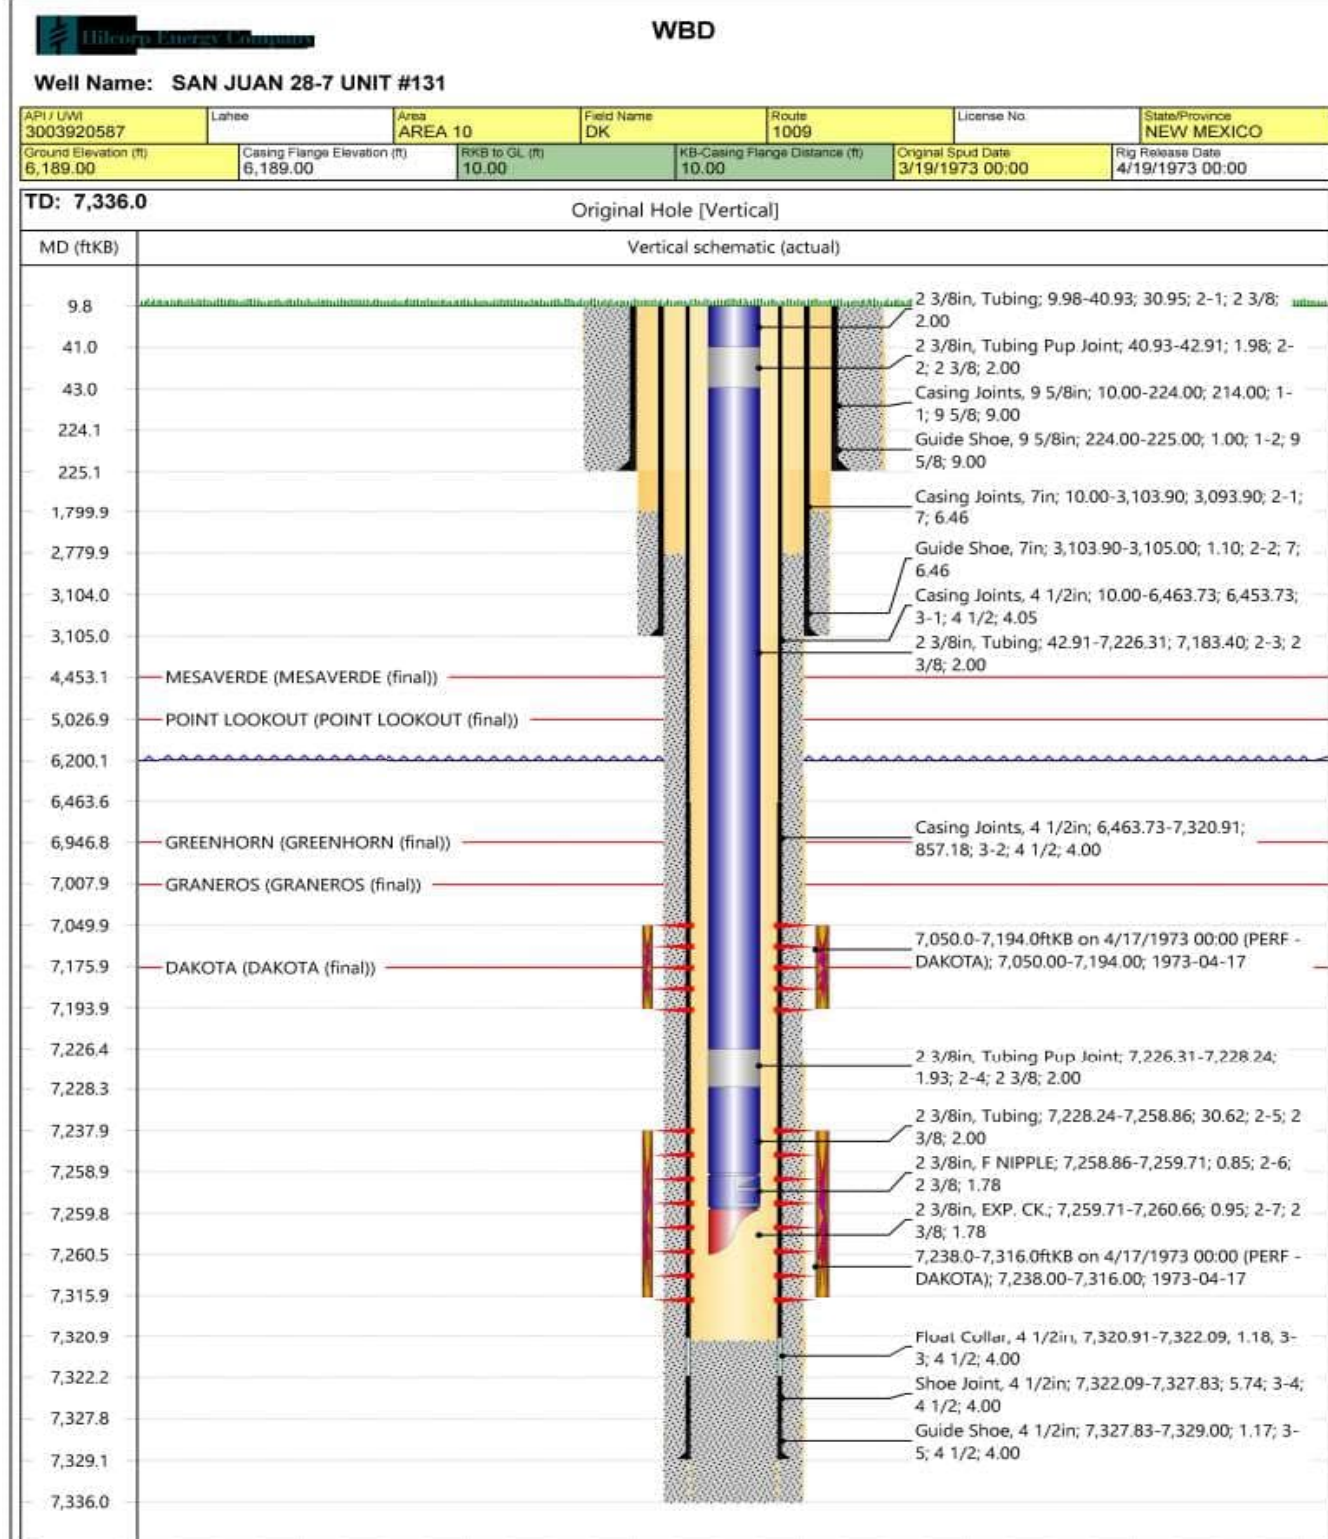 Hilcorp Energy Company
WBD
Well Name: SAN JUAN 28-7 UNIT #131
API / UWI
3003920587
Lahee
Area
AREA 10
Field Name
DK
Route
1009
License No.
State/Province
NEW MEXICO
Ground Elevation (ft)
6,189.00
Casing Flange Elevation (ft)
6,189.00
RKB to GL (ft)
10.00
KB-Casing Flange Distance (ft)
10.00
Original Spud Date
3/19/1973 00:00
Rig Release Date
4/19/1973 00:00
TD: 7,336.0
Original Hole [Vertical]
MD (ftKB)
Vertical schematic (actual)
9.8
41.0
43.0
224.1
225.1
1,799.9
2,779.9
3,104.0
3,105.0
4,453.1
5,026.9
6,200.1
6,463.6
6,946.8
7,007.9
7,049.9
7,175.9
7,193.9
7,226.4
7,228.3
7,237.9
7,258.9
7,259.8
7,260.5
7,315.9
7,320.9
7,322.2
7,327.8
7,329.1
7,336.0
MESAVERDE (MESAVERDE (final))
POINT LOOKOUT (POINT LOOKOUT (final))
GREENHORN (GREENHORN (final))
GRANEROS (GRANEROS (final))
DAKOTA (DAKOTA (final))
2 3/8in, Tubing; 9.98-40.93; 30.95; 2-1; 2 3/8;
2.00
2 3/8in, Tubing Pup Joint; 40.93-42.91; 1.98; 2-
2; 2 3/8; 2.00
Casing Joints, 9 5/8in; 10.00-224.00; 214.00; 1-
1; 9 5/8; 9.00
Guide Shoe, 9 5/8in; 224.00-225.00; 1.00; 1-2; 9
5/8; 9.00
Casing Joints, 7in; 10.00-3,103.90; 3,093.90; 2-1;
7; 6.46
Guide Shoe, 7in; 3,103.90-3,105.00; 1.10; 2-2; 7;
6.46
Casing Joints, 4 1/2in; 10.00-6,463.73; 6,453.73;
3-1; 4 1/2; 4.05
2 3/8in, Tubing; 42.91-7,226.31; 7,183.40; 2-3; 2
3/8; 2.00
Casing Joints, 4 1/2in; 6,463.73-7,320.91;
857.18; 3-2; 4 1/2; 4.00
7,050.0-7,194.0ftKB on 4/17/1973 00:00 (PERF -
DAKOTA); 7,050.00-7,194.00; 1973-04-17
2 3/8in, Tubing Pup Joint; 7,226.31-7,228.24;
1.93; 2-4; 2 3/8; 2.00
2 3/8in, Tubing; 7,228.24-7,258.86; 30.62; 2-5; 2
3/8; 2.00
2 3/8in, F NIPPLE; 7,258.86-7,259.71; 0.85; 2-6;
2 3/8; 1.78
2 3/8in, EXP. CK.; 7,259.71-7,260.66; 0.95; 2-7; 2
3/8; 1.78
7,238.0-7,316.0ftKB on 4/17/1973 00:00 (PERF -
DAKOTA); 7,238.00-7,316.00; 1973-04-17
Float Collar, 4 1/2in; 7,320.91-7,322.09; 1.18; 3-
3; 4 1/2; 4.00
Shoe Joint, 4 1/2in; 7,322.09-7,327.83; 5.74; 3-4;
4 1/2; 4.00
Guide Shoe, 4 1/2in; 7,327.83-7,329.00; 1.17; 3-
5; 4 1/2; 4.00